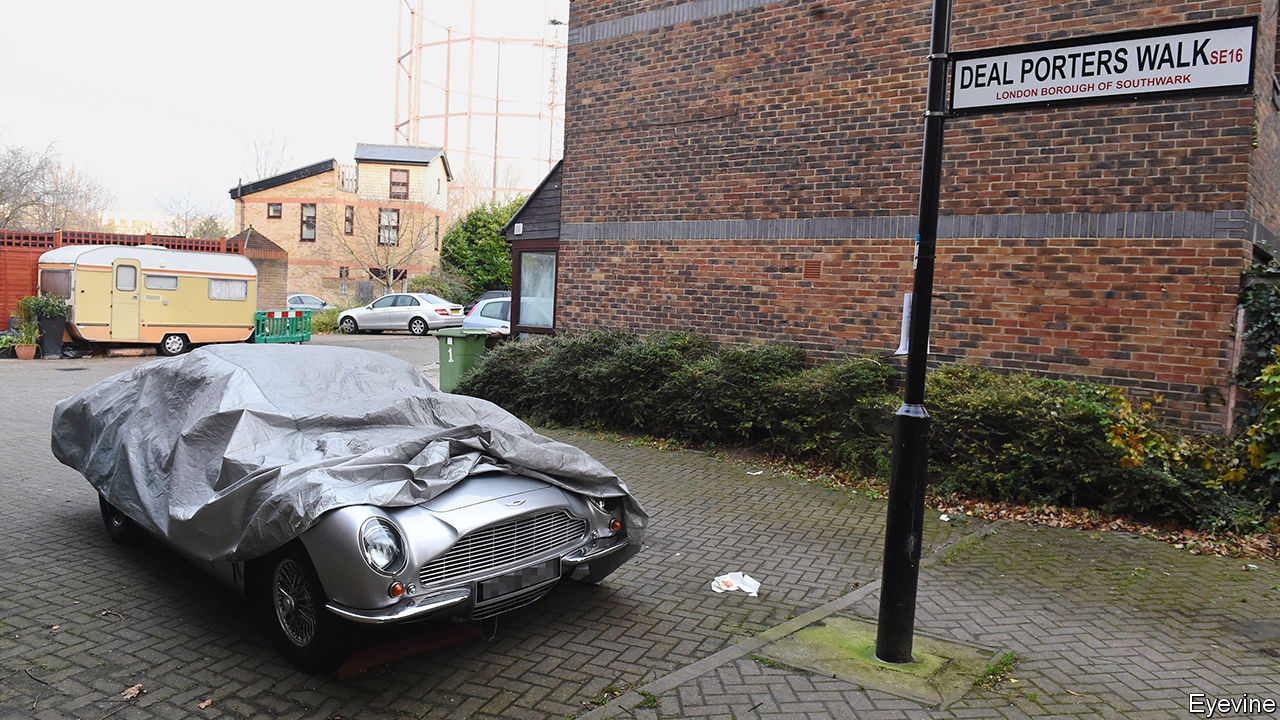 DEAL PORTERS WALK SE16
LONDON BOROUGH OF SOUTHWARK
1
Eyevine